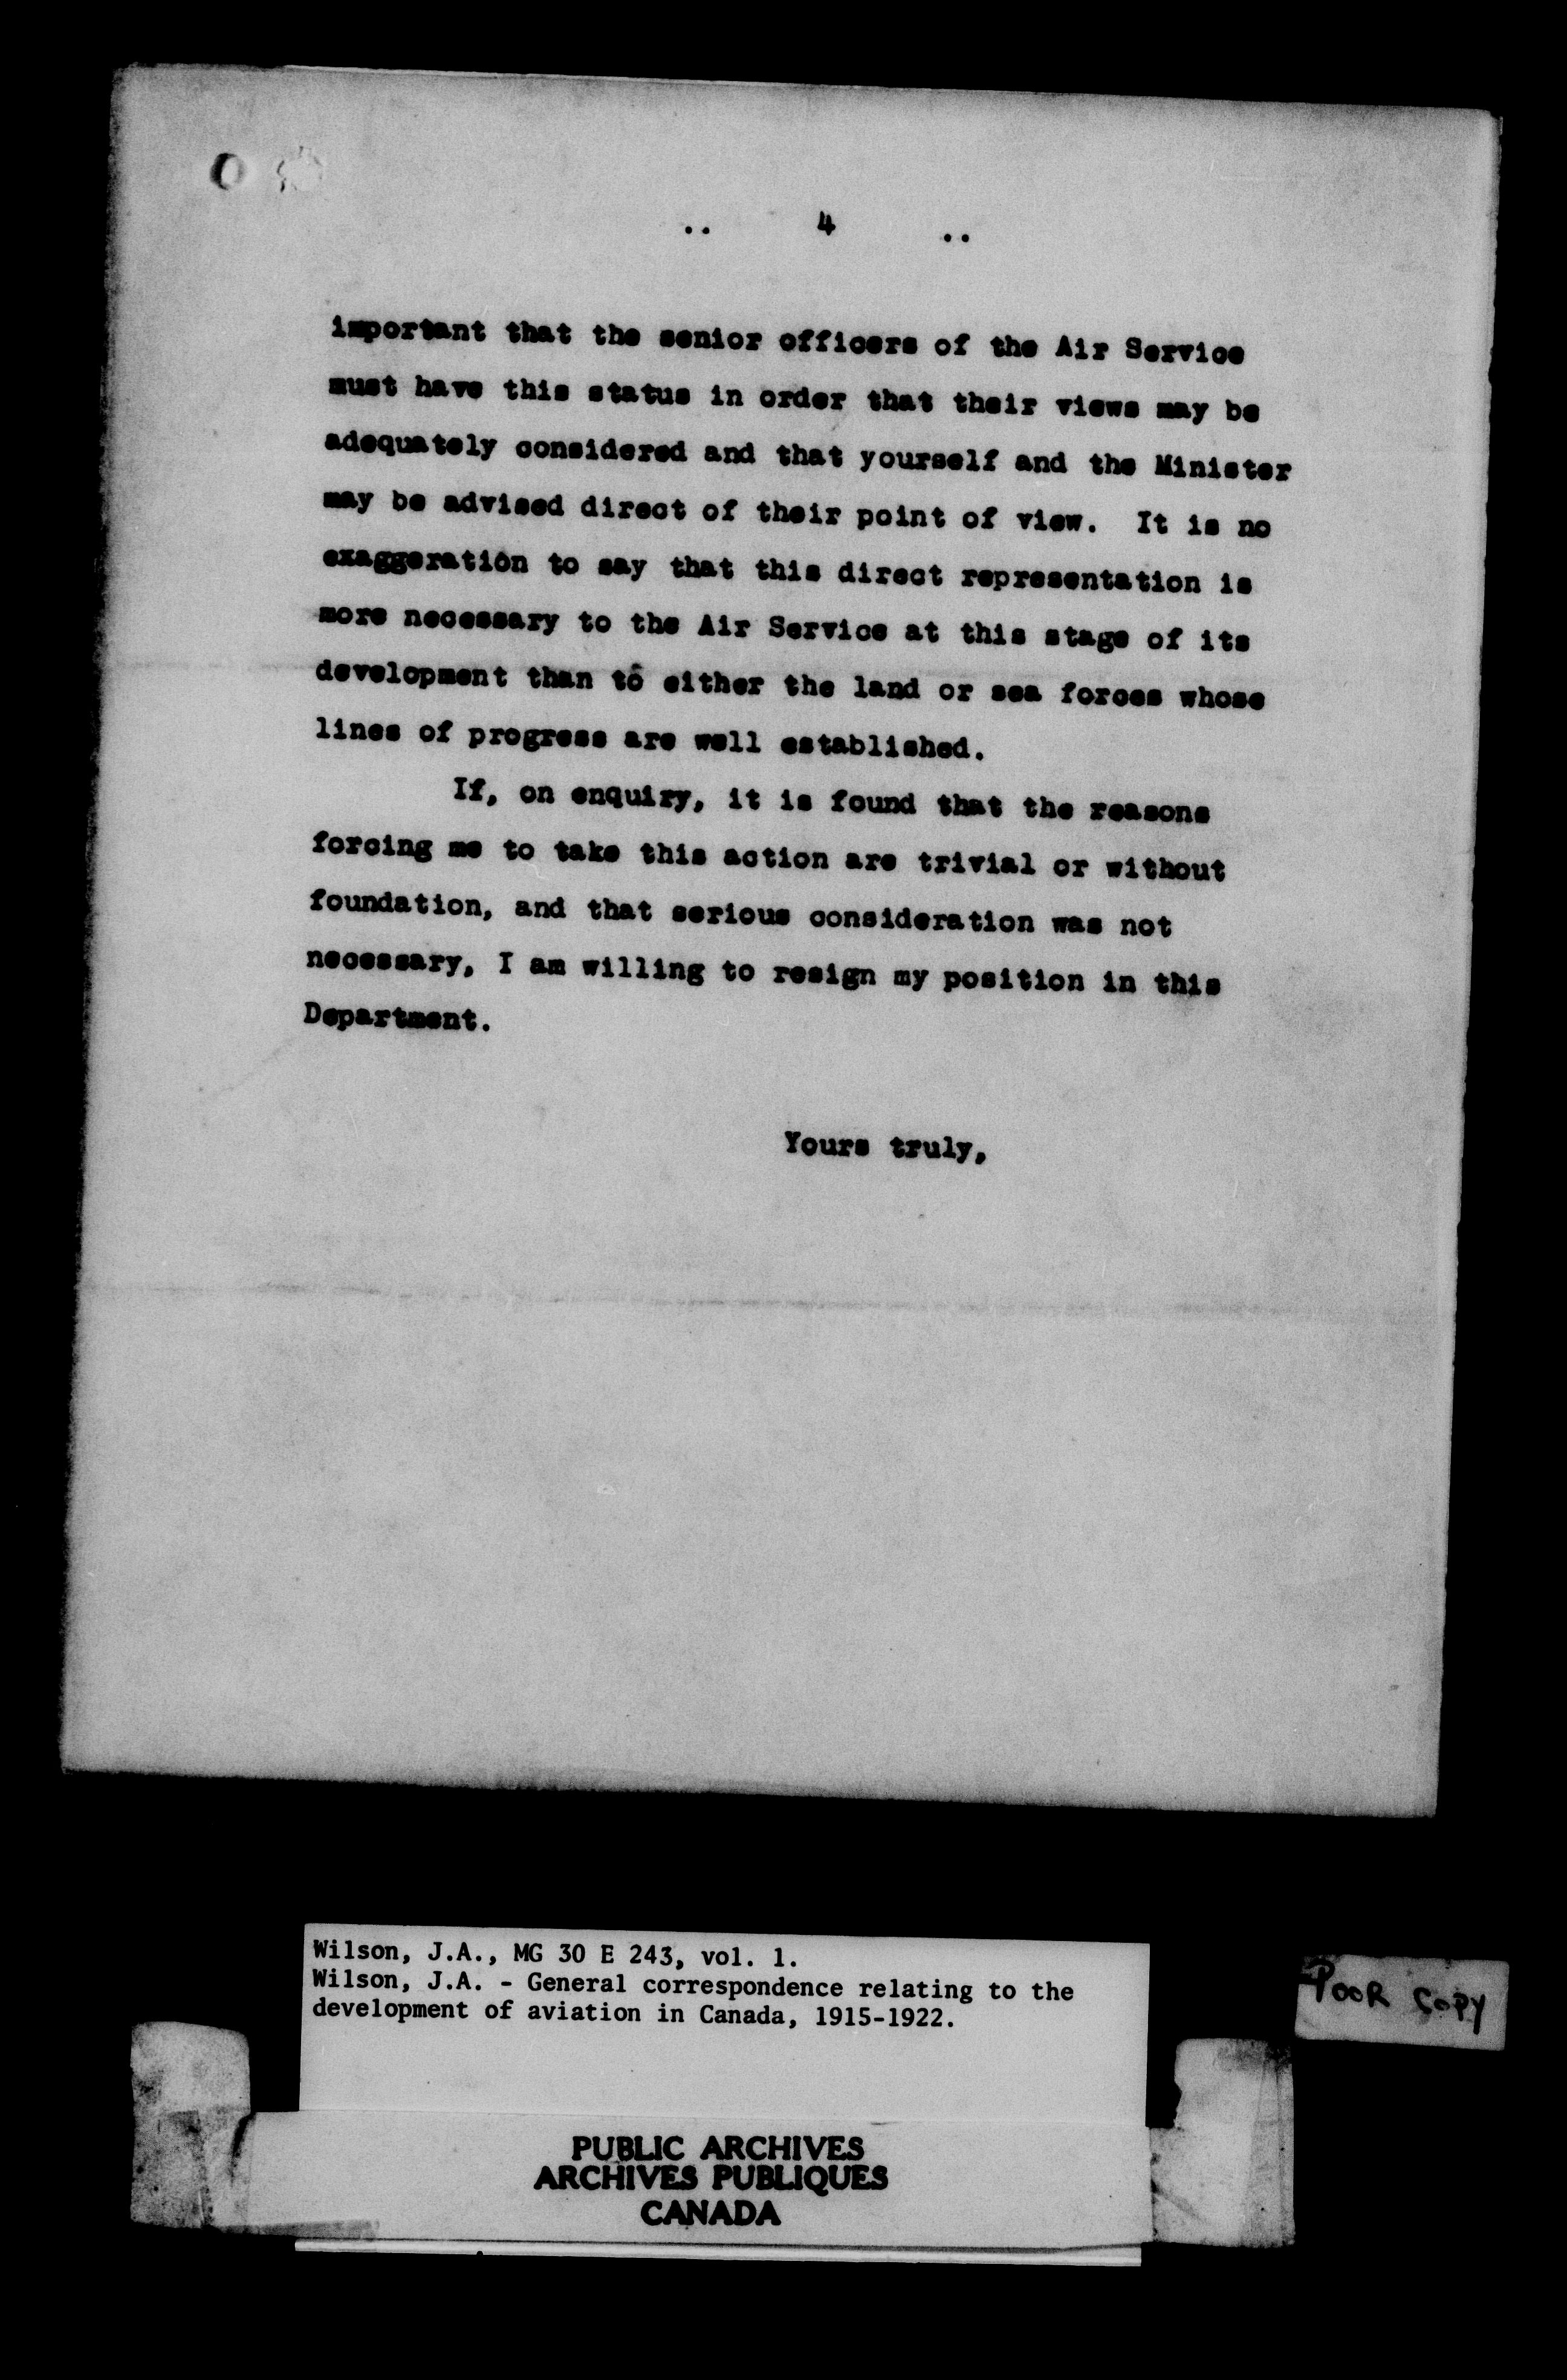 .. 4 ..
important that the senior officers of the Air Service
must have this status in order that their views may be
adequately considered and that yourself and the Minister
may be advised direct of their point of view. It is no
exaggeration to say that this direct representation is
more necessary to the Air Service at this stage of its
development than to either the land or sea forces whose
lines of progress are well established.
If, on enquiry, it is found that the reasons
forcing me to take this action are trivial or without
foundation, and that serious consideration was not
necessary, I am willing to resign my position in this
Department.
Yours truly,
Wilson, J.A., MG 30 E 243, vol. 1.
Wilson, J.A. - General correspondence relating to the
development of aviation in Canada, 1915-1922.
POOR COPY
PUBLIC ARCHIVES
ARCHIVES PUBLIQUES
CANADA